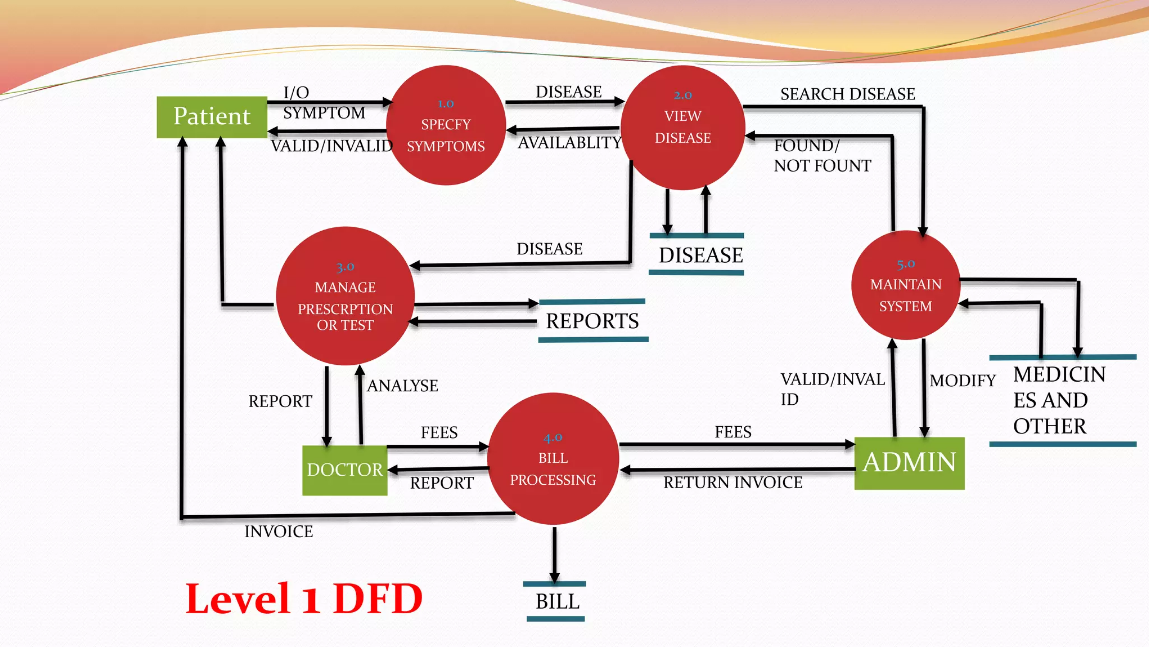 Patient
I/O
SYMPTOM
VALID/INVALID
1.0
SPECFY
SYMPTOMS
DISEASE
AVAILABLITY
2.0
VIEW
DISEASE
SEARCH DISEASE
FOUND/
NOT FOUNT
DISEASE
DISEASE
3.0
MANAGE
PRESCRPTION
OR TEST
REPORTS
5.0
MAINTAIN
SYSTEM
MEDICIN
ES AND
OTHER
VALID/INVAL
ID
MODIFY
REPORT
ANALYSE
DOCTOR
FEES
REPORT
4.0
BILL
PROCESSING
FEES
RETURN INVOICE
ADMIN
INVOICE
BILL
Level 1 DFD